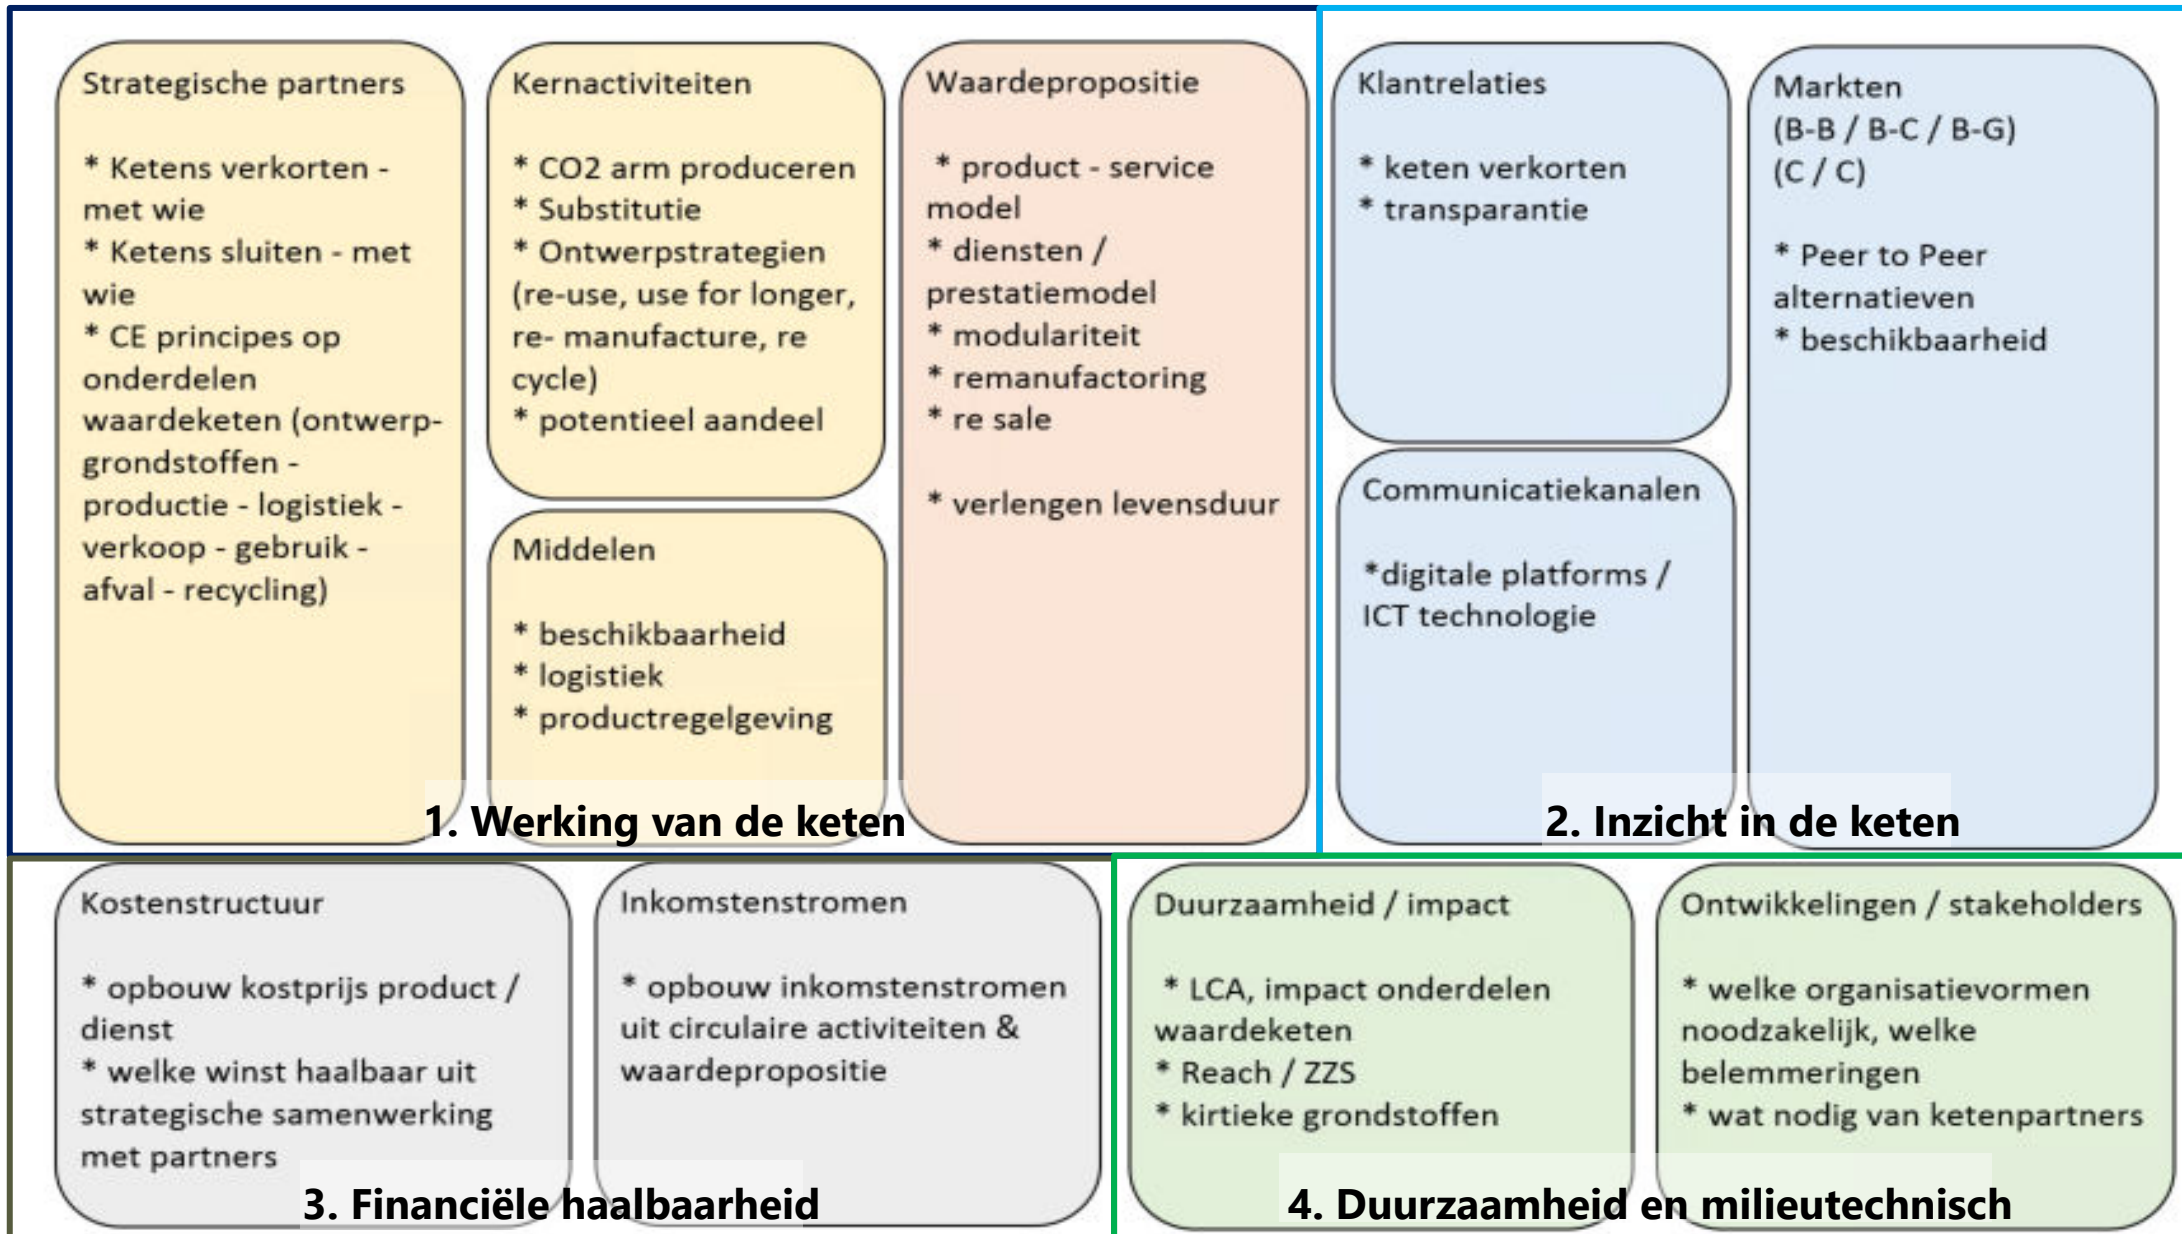 Strategische partners
* Ketens verkorten -
met wie
* Ketens sluiten - met
wie
* CE principes op
onderdelen
waardeketen (ontwerp-
grondstoffen -
productie - logistiek -
verkoop - gebruik -
afval - recycling)
Kernactiviteiten
* CO2 arm produceren
* Substitutie
* Ontwerpstrategien
(re-use, use for longer,
re- manufacture, re
cycle)
* potentieel aandeel
Middelen
* beschikbaarheid
* logistiek
* productregelgeving
Waardepropositie
* product - service
model
* diensten /
prestatiemodel
* modulariteit
* remanufactoring
* re sale
* verlengen levensduur
1. Werking van de keten
Klantrelaties
* keten verkorten
* transparantie
Communicatiekanalen
*digitale platforms /
ICT technologie
Markten
(B-B / B-C / B-G)
(C / C)
* Peer to Peer
alternatieven
* beschikbaarheid
2. Inzicht in de keten
Kostenstructuur
* opbouw kostprijs product /
dienst
* welke winst haalbaar uit
strategische samenwerking
met partners
Inkomstenstromen
* opbouw inkomstenstromen
uit circulaire activiteiten &
waardepropositie
3. Financiële haalbaarheid
Duurzaamheid / impact
* LCA, impact onderdelen
waardeketen
* Reach / ZZS
* kirtieke grondstoffen
Ontwikkelingen / stakeholders
* welke organisatievormen
noodzakelijk, welke
belemmeringen
* wat nodig van ketenpartners
4. Duurzaamheid en milieutechnisch